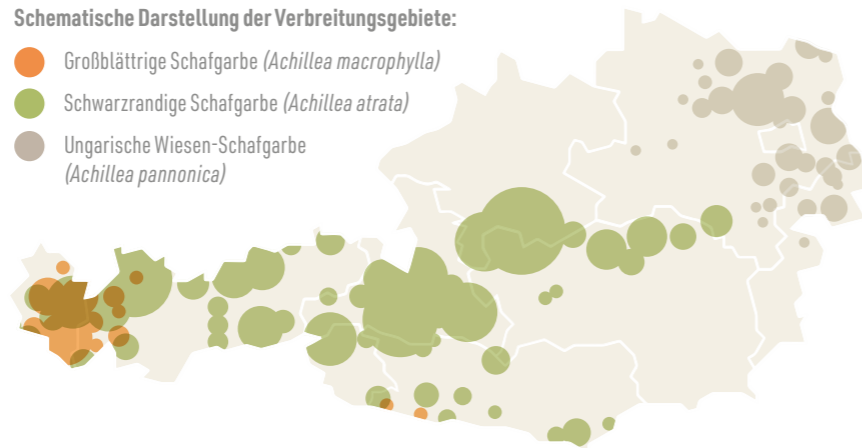 Schematische Darstellung der Verbreitungsgebiete:
Großblättrige Schafgarbe (Achillea macrophylla)
Schwarzrandige Schafgarbe (Achillea atrata)
Ungarische Wiesen-Schafgarbe
(Achillea pannonica)